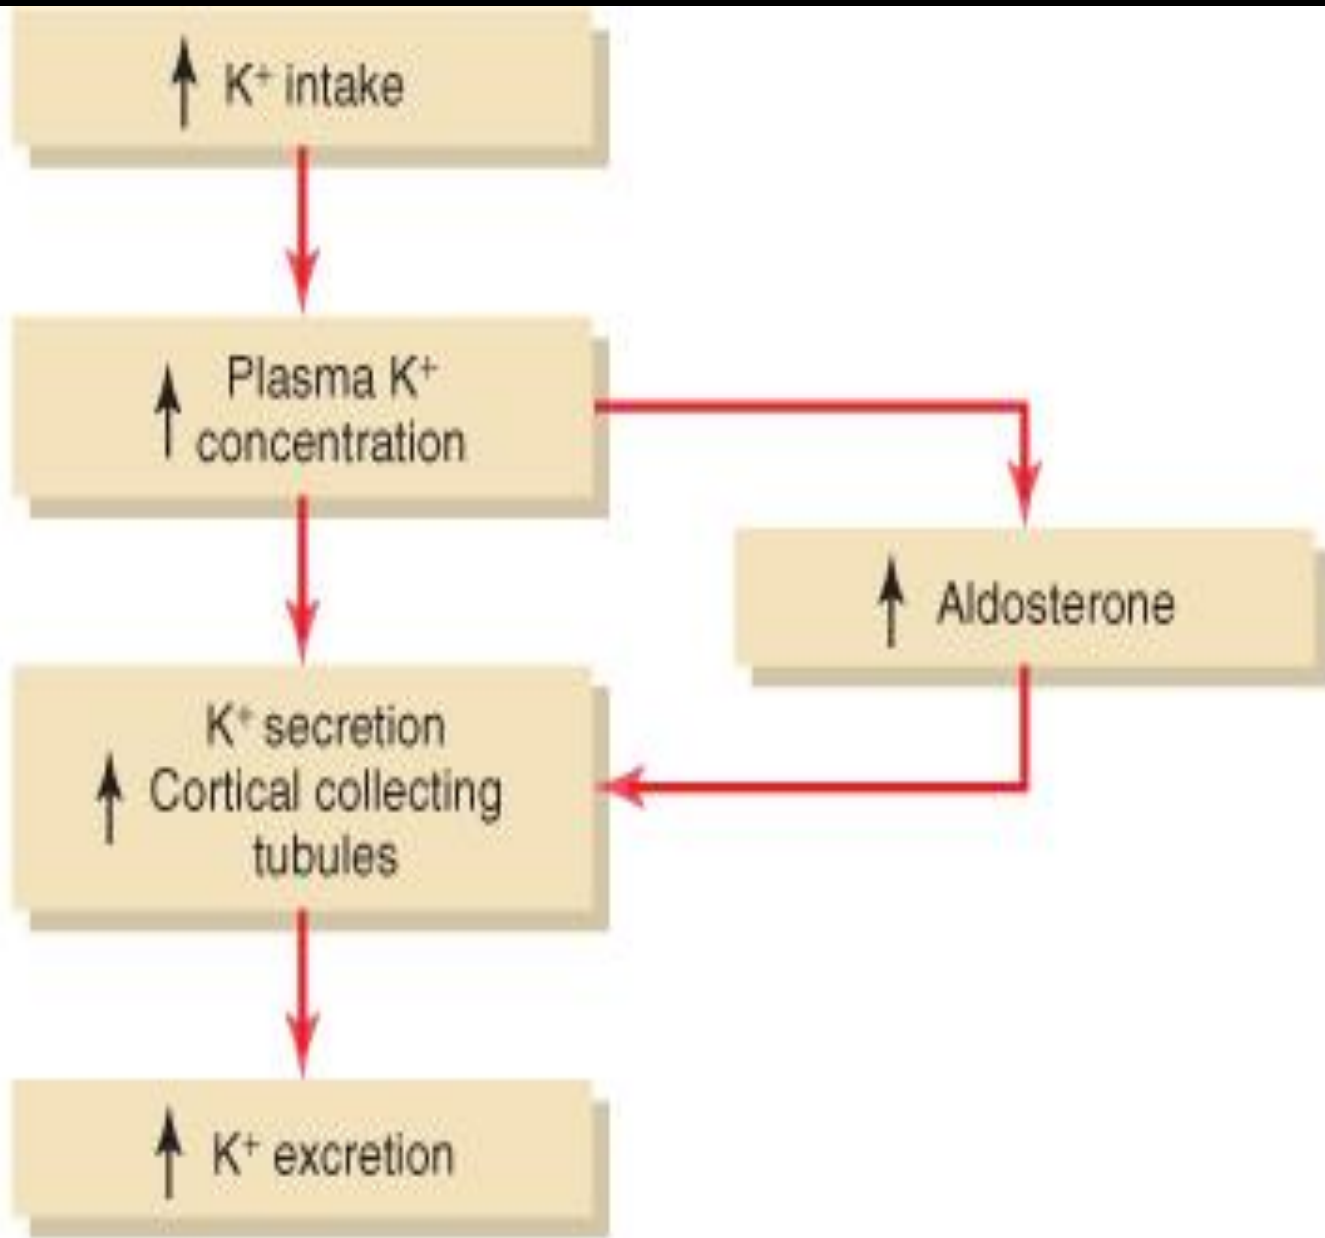 ↑ K⁺ intake
↑ Plasma K⁺
concentration
↑ Aldosterone
K⁺ secretion
↑ Cortical collecting
tubules
↑ K⁺ excretion